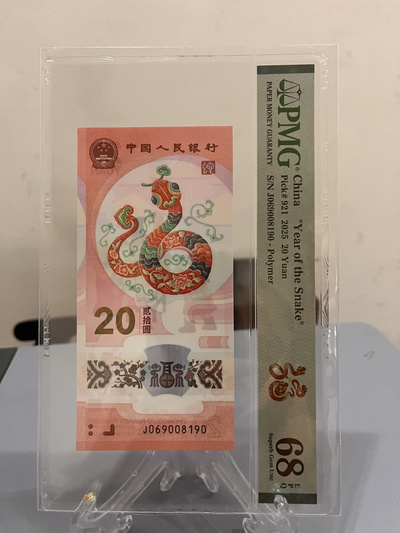 中国人民银行
20
贰拾圆
J069008190
PMG®
PAPER MONEY GUARANTY
China "Year of the Snake"
Pick# 921 2025 20 Yuan
S/N J069008190 - Polymer
68 EPQ
Superb Gem Unc